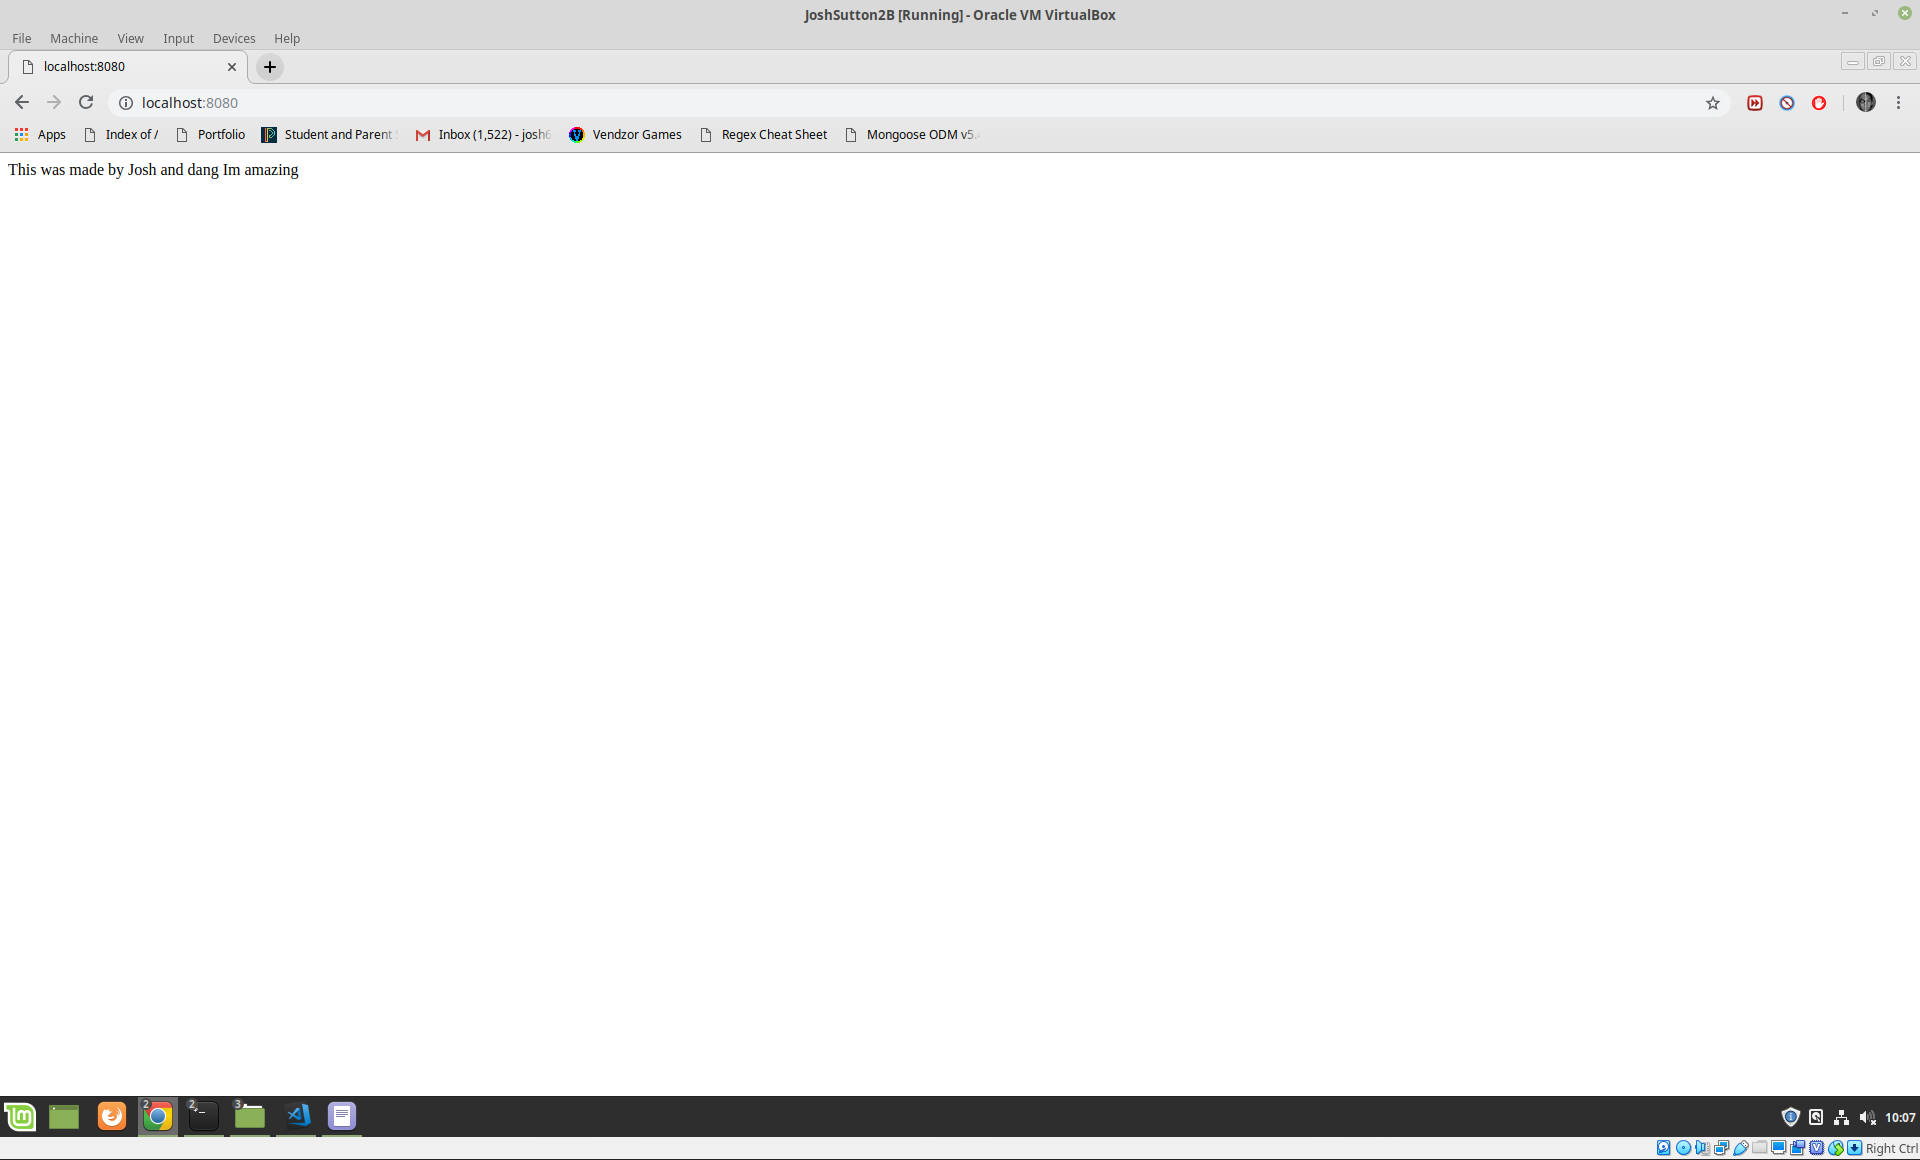 JoshSutton2B [Running] - Oracle VM VirtualBox
File Machine View Input Devices Help
localhost:8080
localhost:8080
Apps Index of / Portfolio Student and Parent Inbox (1,522) - josh6 Vendzor Games Regex Cheat Sheet Mongoose ODM v5.
This was made by Josh and dang Im amazing
2 2 3 10:07
Right Ctrl